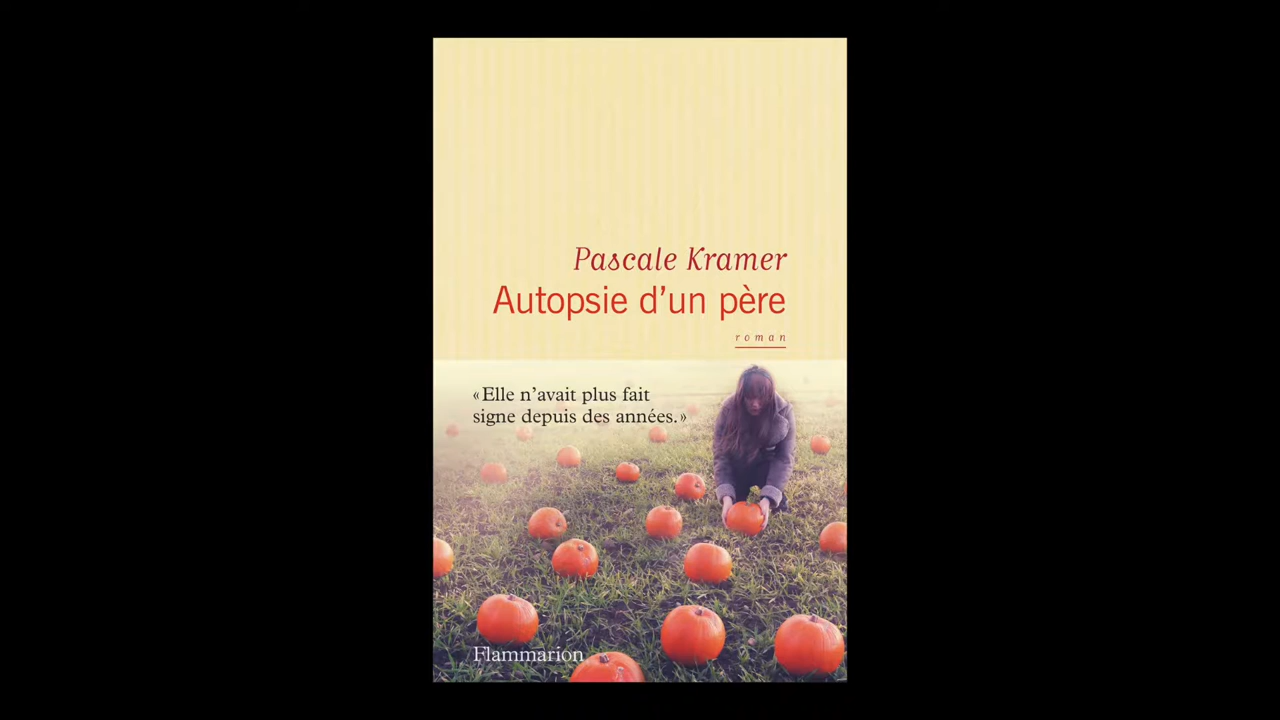 Pascale Kramer
Autopsie d’un père
roman
«Elle n’avait plus fait
signe depuis des années.»
Flammarion